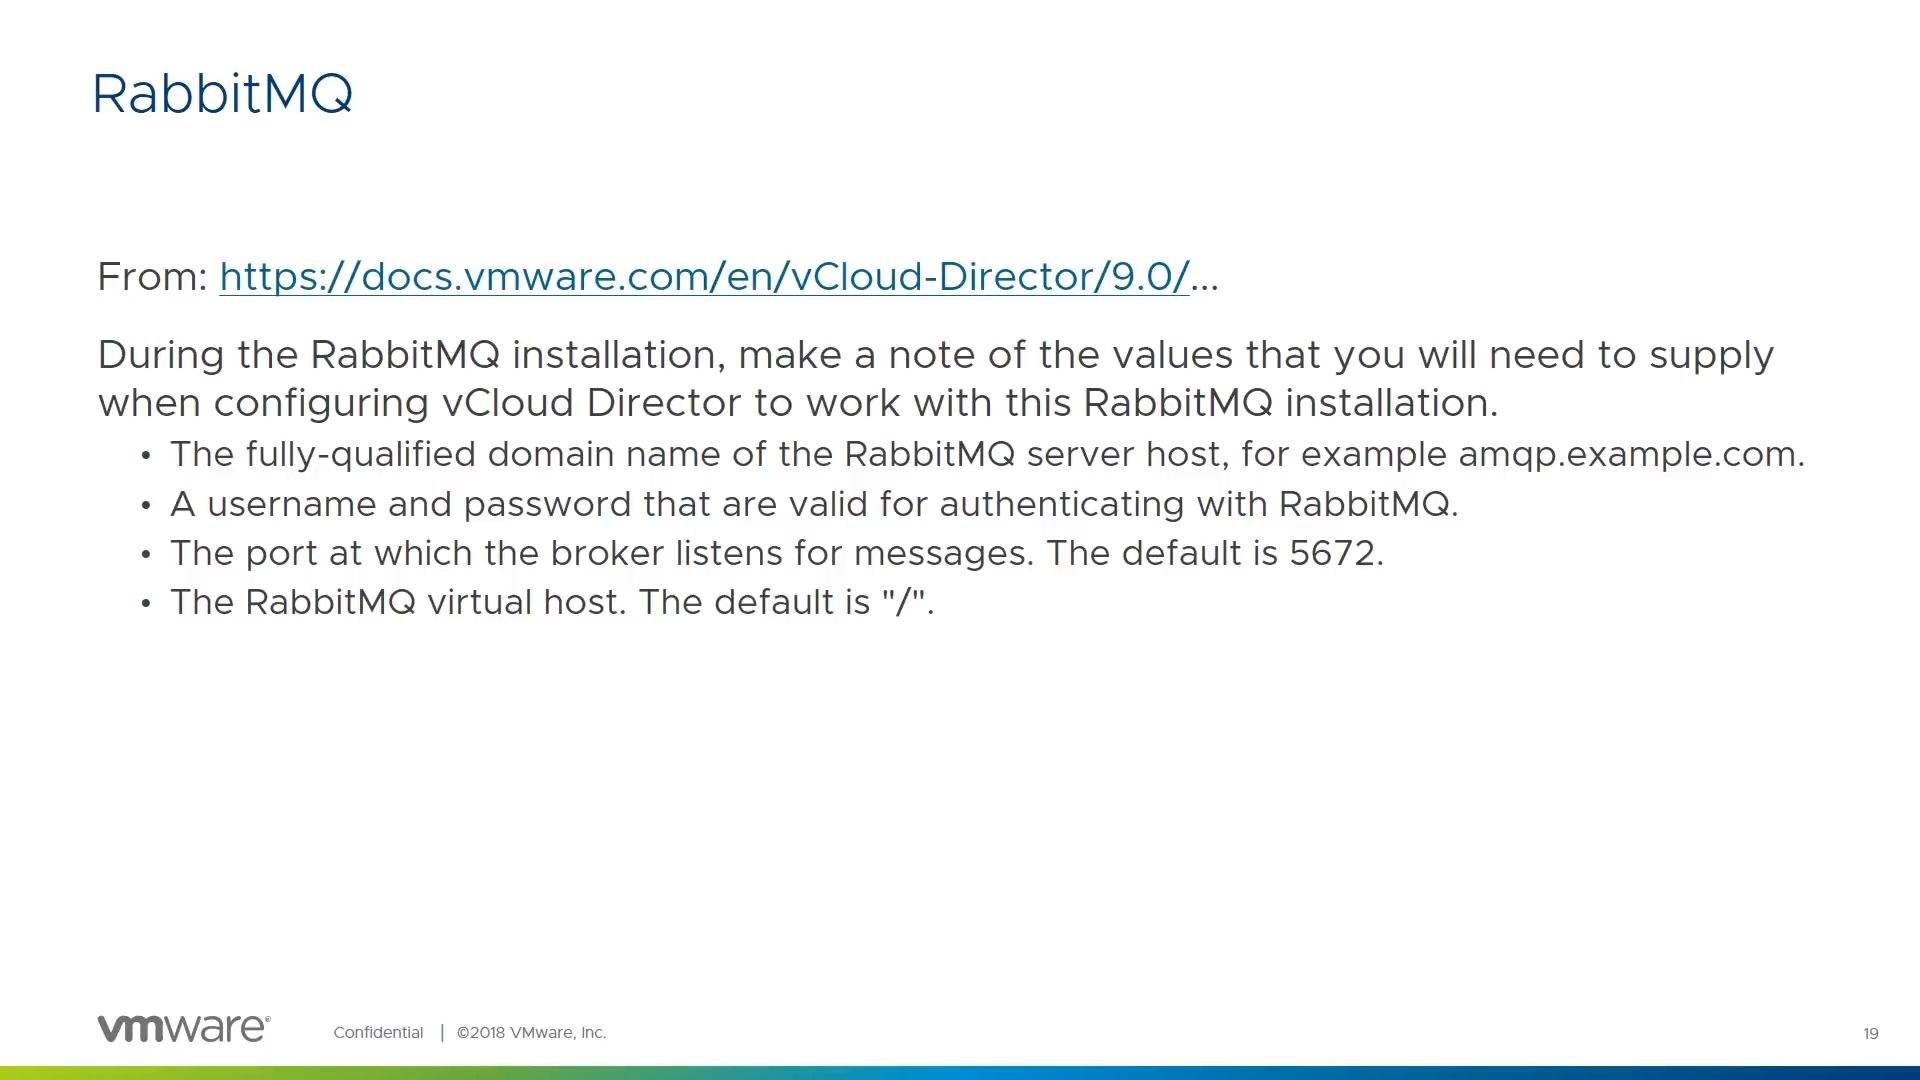 RabbitMQ
From: https://docs.vmware.com/en/vCloud-Director/9.0/...
During the RabbitMQ installation, make a note of the values that you will need to supply
when configuring vCloud Director to work with this RabbitMQ installation.
• The fully-qualified domain name of the RabbitMQ server host, for example amqp.example.com.
• A username and password that are valid for authenticating with RabbitMQ.
• The port at which the broker listens for messages. The default is 5672.
• The RabbitMQ virtual host. The default is "/".
vmware® Confidential | ©2018 VMware, Inc. 19